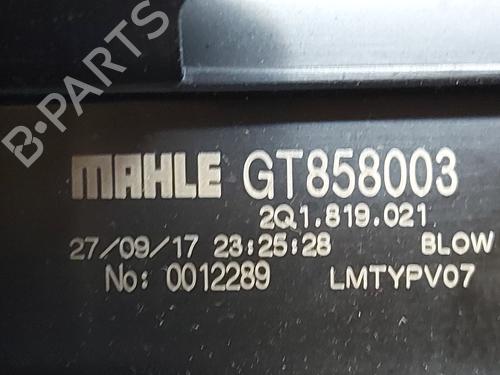 B-PARTS
MAHLE GT858003
2Q1.819.021
27/09/17 23:25:28 BLOW
No: 0012289 LMTYPV07